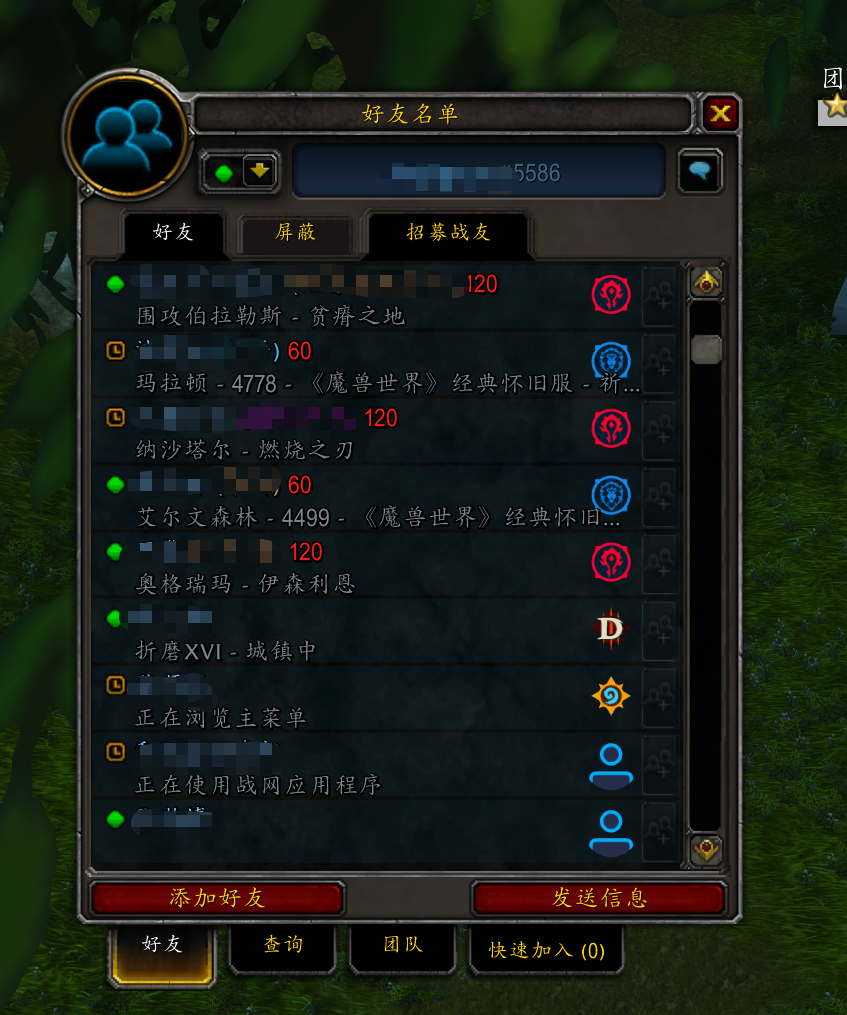 好友名单
团
5586
好友
屏蔽
招募战友
120
围攻伯拉勒斯 - 贫瘠之地
) 60
玛拉顿 - 4778 - 《魔兽世界》经典怀旧服 - 祈...
120
纳沙塔尔 - 燃烧之刃
) 60
艾尔文森林 - 4499 - 《魔兽世界》经典怀旧...
120
奥格瑞玛 - 伊森利恩
折磨XVI - 城镇中
D
正在浏览主菜单
正在使用战网应用程序
添加好友
发送信息
好友
查询
团队
快速加入 (0)